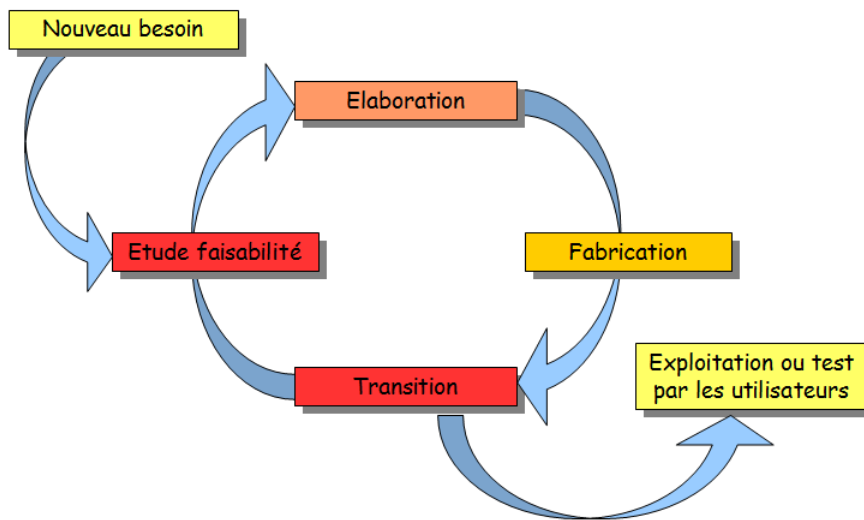 Nouveau besoin
Elaboration
Etude faisabilité
Fabrication
Transition
Exploitation ou test
par les utilisateurs